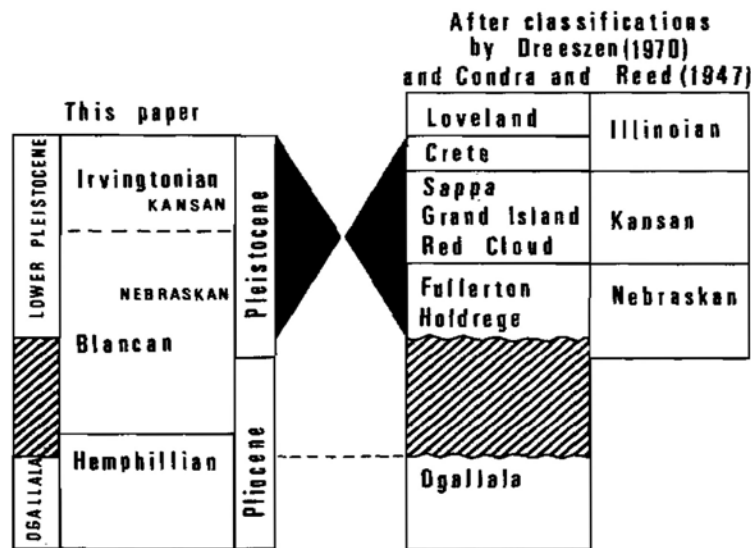 After classifications
by Dreeszen (1970)
and Condra and Reed (1947)
This paper
LOWER PLEISTOCENE
OGALLALA
Irvingtonian
KANSAN
NEBRASKAN
Blancan
Hemphillian
Pleistocene
Pliocene
Loveland
Crete
Sappa
Grand Island
Red Cloud
Fullerton
Holdrege
Ogallala
Illinoian
Kansan
Nebraskan